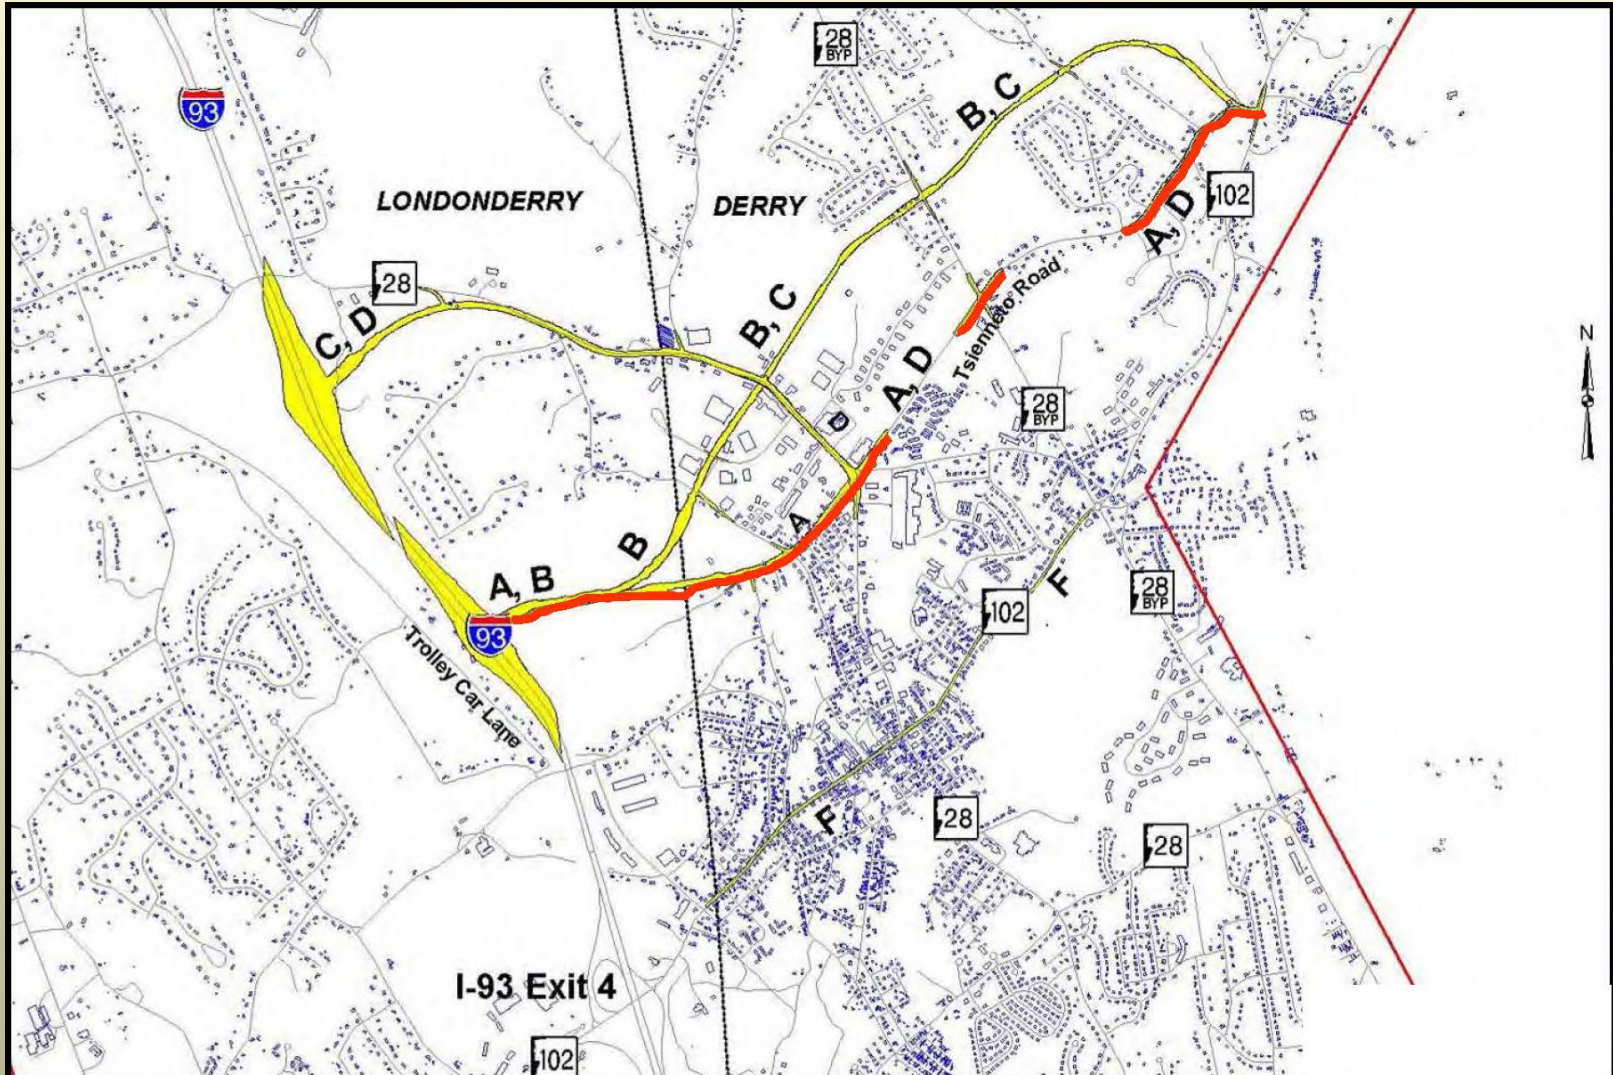 28
BYP
93
B, C
N
LONDONDERRY
DERRY
102
A, D
28
C, D
B, C
Tsienneto Road
A, D
28
BYP
A
B
A, B
93
F
102
28
BYP
Trolley Car Lane
F
28
28
I-93 Exit 4
102